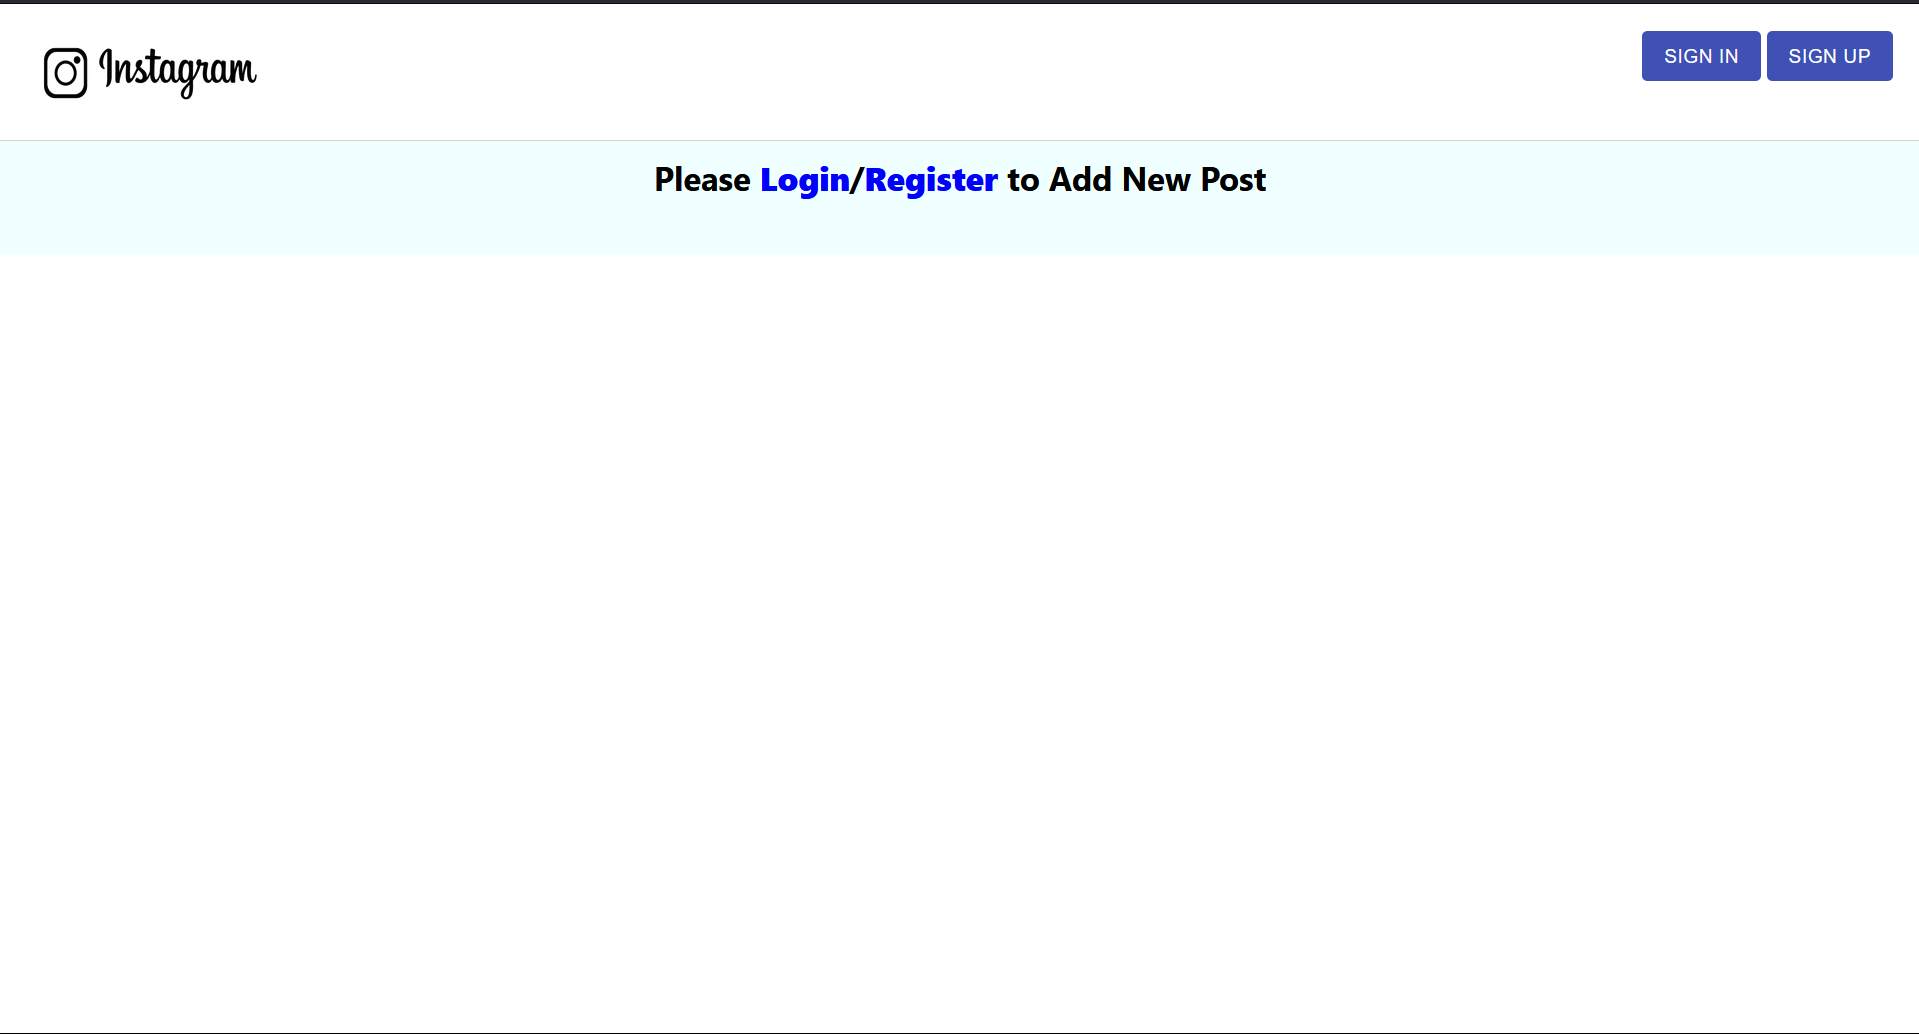 Instagram
SIGN IN
SIGN UP
Please Login/Register to Add New Post